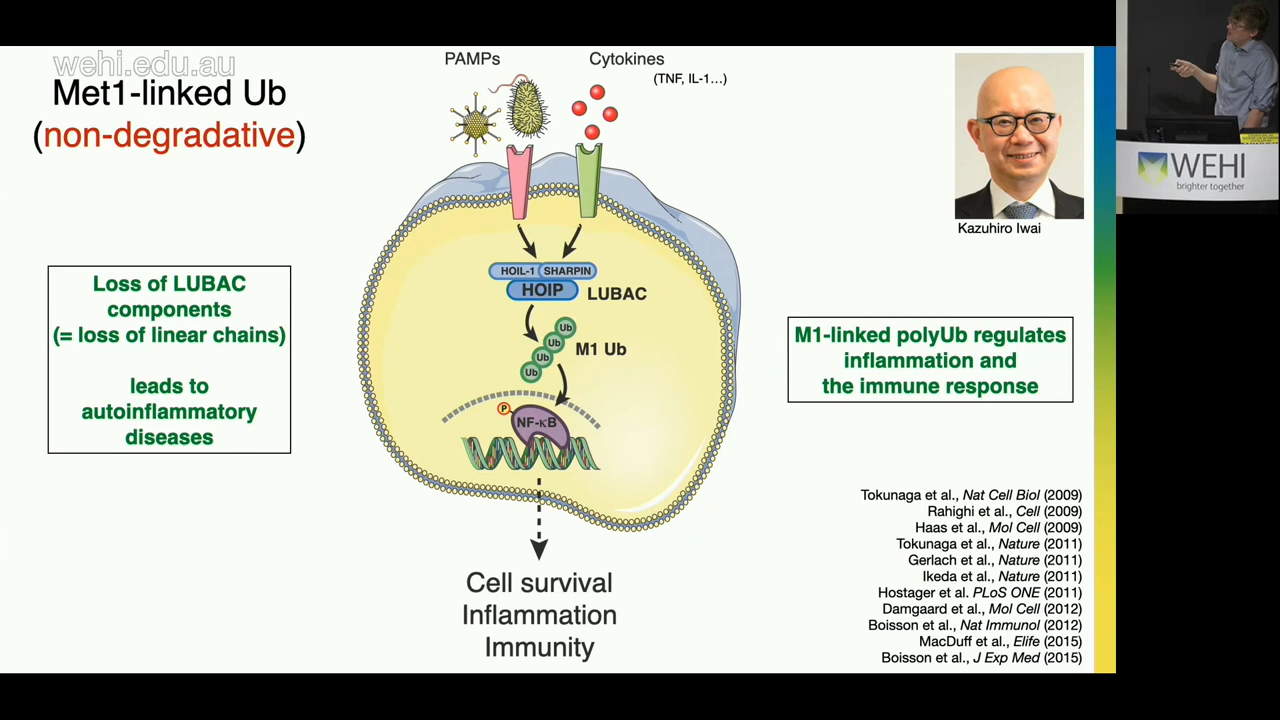 wehi.edu.au
Met1-linked Ub
(non-degradative)
PAMPs
Cytokines
(TNF, IL-1…)
Kazuhiro Iwai
WEHI
brighter together
Loss of LUBAC
components
(= loss of linear chains)
leads to
autoinflammatory
diseases
HOIL-1
SHARPIN
HOIP
LUBAC
Ub
Ub
Ub
Ub
M1 Ub
P
NF-κB
M1-linked polyUb regulates
inflammation and
the immune response
Cell survival
Inflammation
Immunity
Tokunaga et al., Nat Cell Biol (2009)
Rahighi et al., Cell (2009)
Haas et al., Mol Cell (2009)
Tokunaga et al., Nature (2011)
Gerlach et al., Nature (2011)
Ikeda et al., Nature (2011)
Hostager et al. PLoS ONE (2011)
Damgaard et al., Mol Cell (2012)
Boisson et al., Nat Immunol (2012)
MacDuff et al., Elife (2015)
Boisson et al., J Exp Med (2015)